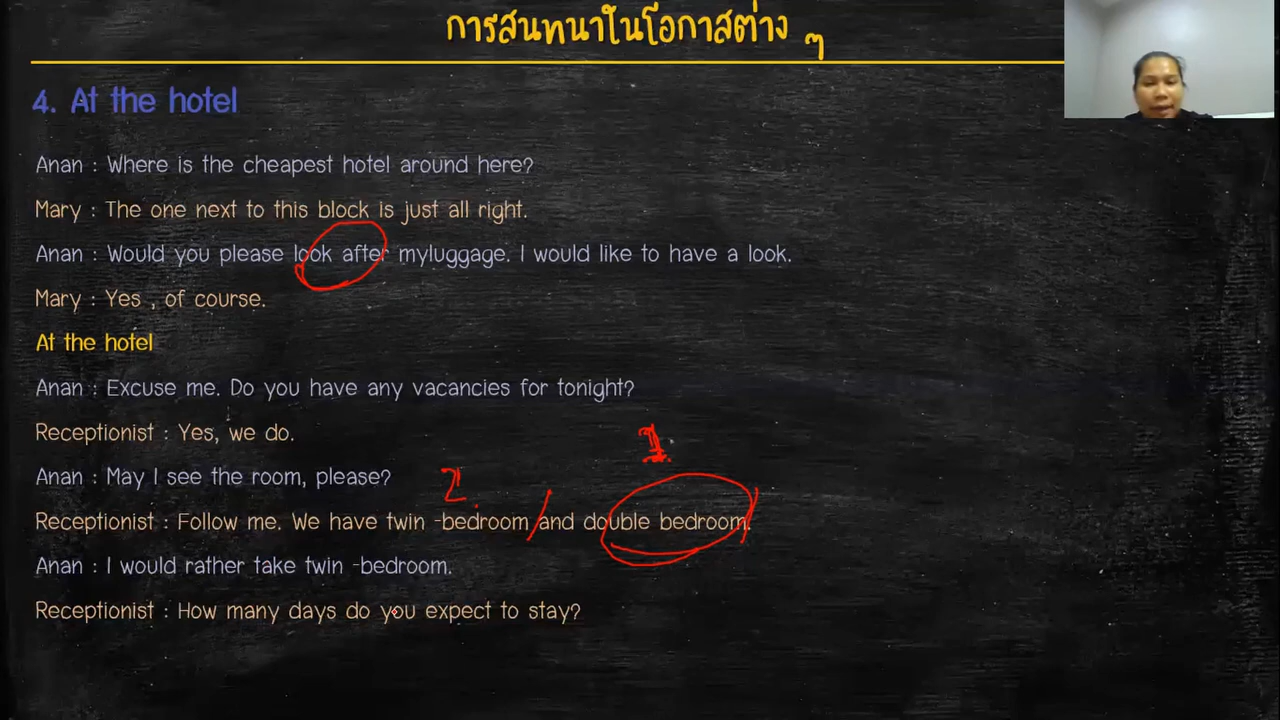 การสนทนาในโอกาสต่าง ๆ
4. At the hotel
Anan : Where is the cheapest hotel around here?
Mary : The one next to this block is just all right.
Anan : Would you please look after myluggage. I would like to have a look.
Mary : Yes , of course.
At the hotel
Anan : Excuse me. Do you have any vacancies for tonight?
Receptionist : Yes, we do.
1
Anan : May I see the room, please?
2
Receptionist : Follow me. We have twin -bedroom / and double bedroom.
Anan : I would rather take twin -bedroom.
Receptionist : How many days do you expect to stay?